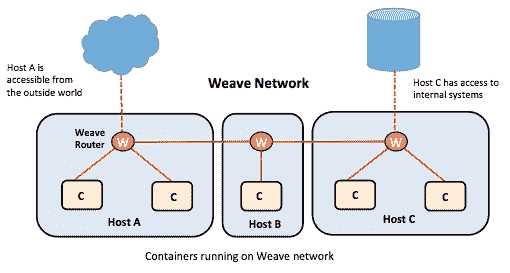 Host A is
accessible from
the outside world
Weave Network
Host C has access to
internal systems
Weave
Router
W
W
W
C
C
C
C
C
Host A
Host B
Host C
Containers running on Weave network